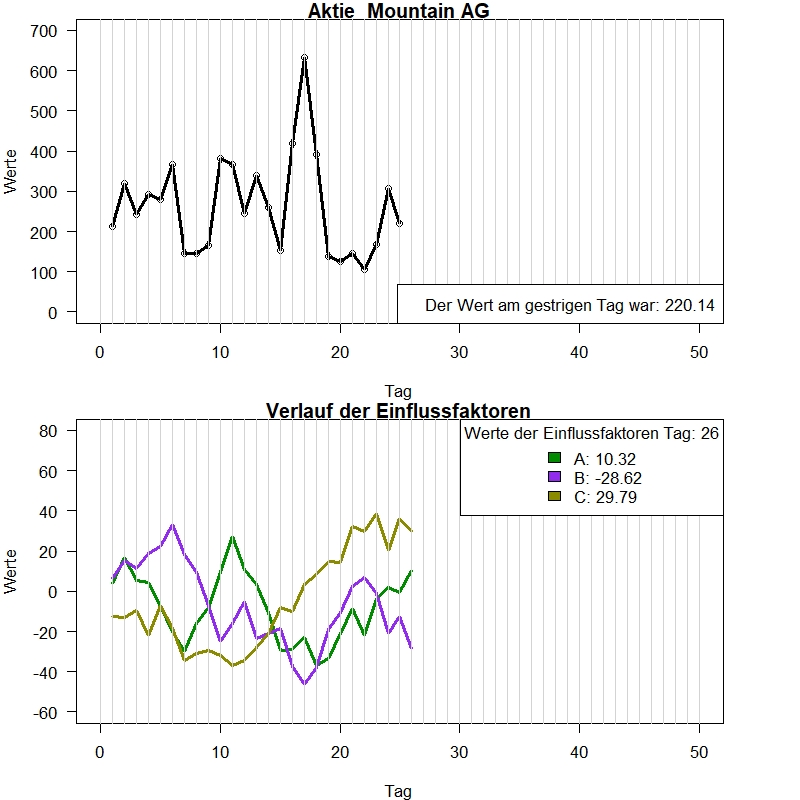 Aktie  Mountain AG
Werte
700
600
500
400
300
200
100
0
Der Wert am gestrigen Tag war: 220.14
0 10 20 30 40 50
Tag
Verlauf der Einflussfaktoren
Werte
80
60
40
20
0
-20
-40
-60
Werte der Einflussfaktoren Tag: 26
A: 10.32
B: -28.62
C: 29.79
0 10 20 30 40 50
Tag